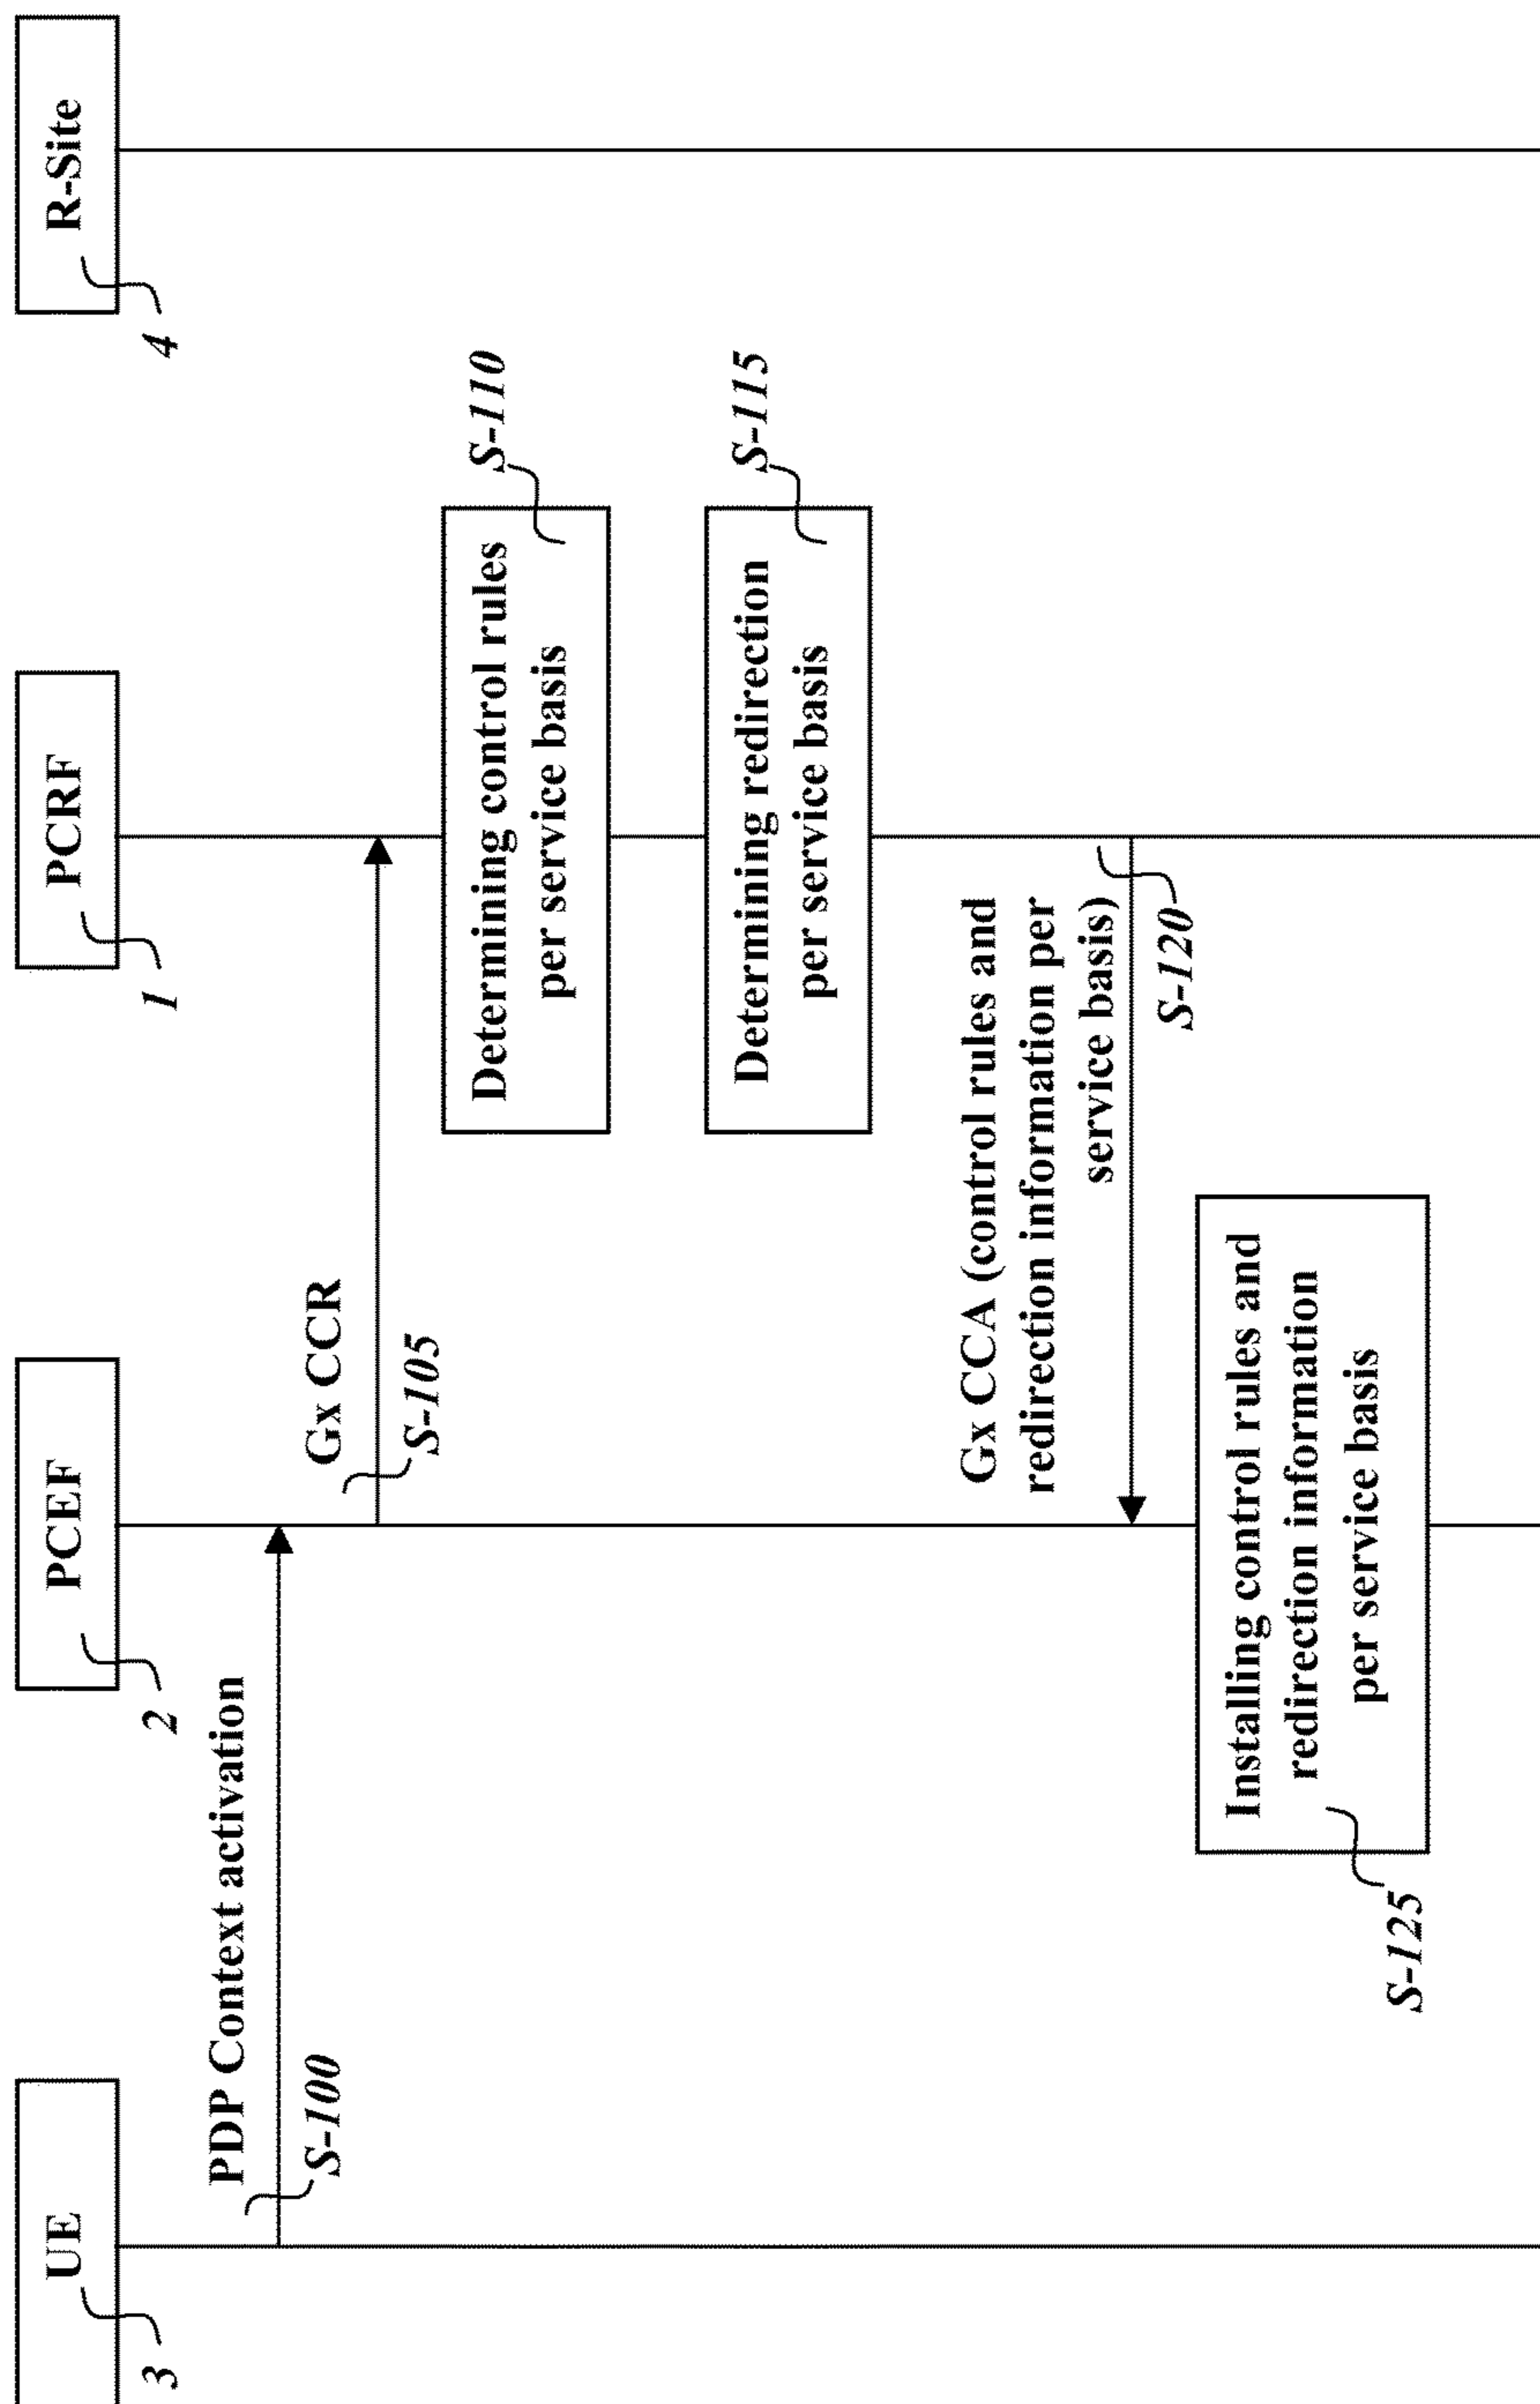 UE
PCEF
PCRF
R-Site
3
2
1
4
PDP Context activation
S-100
Gx CCR
S-105
Determining control rules
per service basis
S-110
Determining redirection
per service basis
S-115
Gx CCA (control rules and
redirection information per
service basis)
S-120
Installing control rules and
redirection information
per service basis
S-125